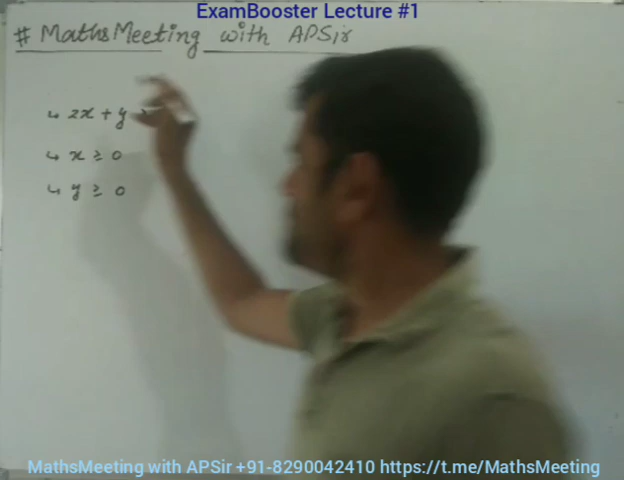 ExamBooster Lecture #1
# MathsMeeting with APSir
↳ 2x + y
↳ x ≥ 0
↳ y ≥ 0
MathsMeeting with APSir +91-8290042410 https://t.me/MathsMeeting